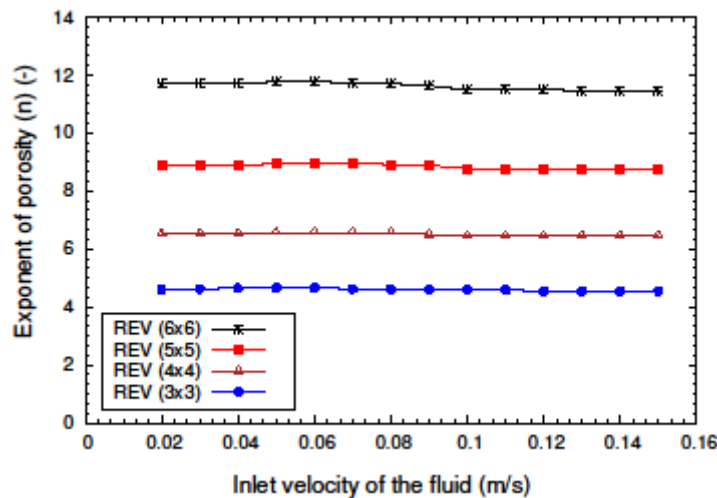 Exponent of porosity (n) (-)
14
12
10
8
6
4
2
0
REV (6x6)
REV (5x5)
REV (4x4)
REV (3x3)
0 0.02 0.04 0.06 0.08 0.1 0.12 0.14 0.16
Inlet velocity of the fluid (m/s)